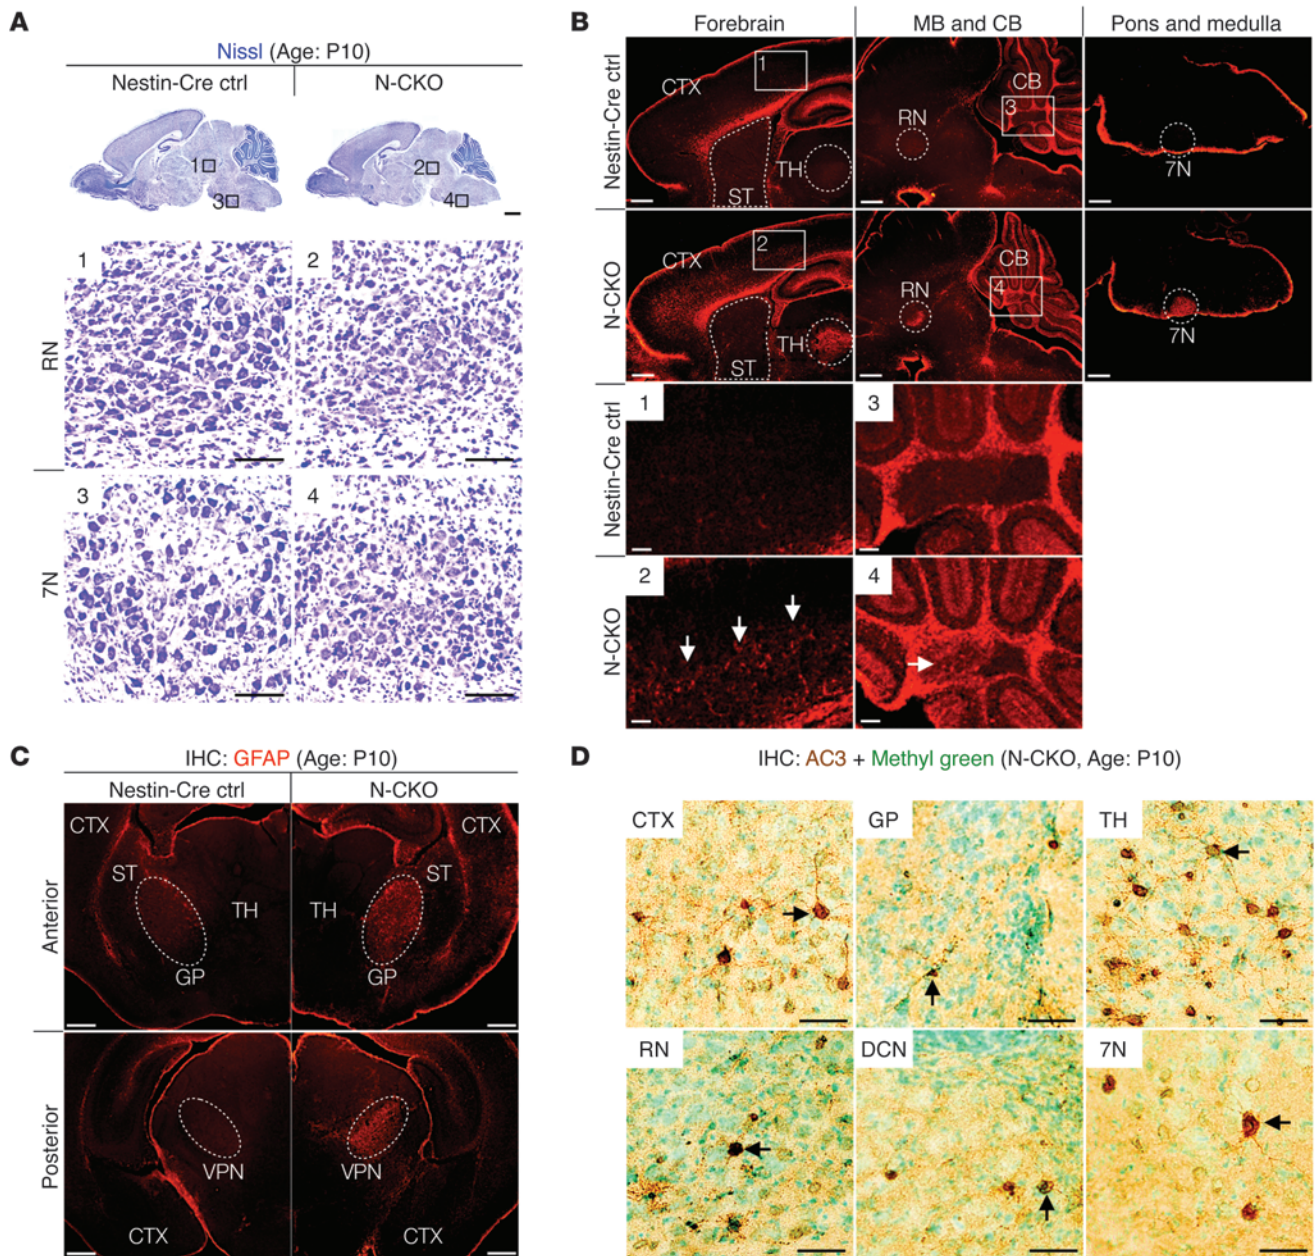 A
Nissl (Age: P10)
Nestin-Cre ctrl N-CKO
1 2
3 4
RN
1 2
7N
3 4
B
Forebrain MB and CB Pons and medulla
Nestin-Cre ctrl
CTX 1 ST TH
RN CB 3
7N
N-CKO
CTX 2 ST TH
RN CB 4
7N
Nestin-Cre ctrl
1 3
N-CKO
2 4
C
IHC: GFAP (Age: P10)
Nestin-Cre ctrl N-CKO
Anterior
CTX ST TH GP
CTX ST TH GP
Posterior
VPN CTX
VPN CTX
D
IHC: AC3 + Methyl green (N-CKO, Age: P10)
CTX GP TH
RN DCN 7N